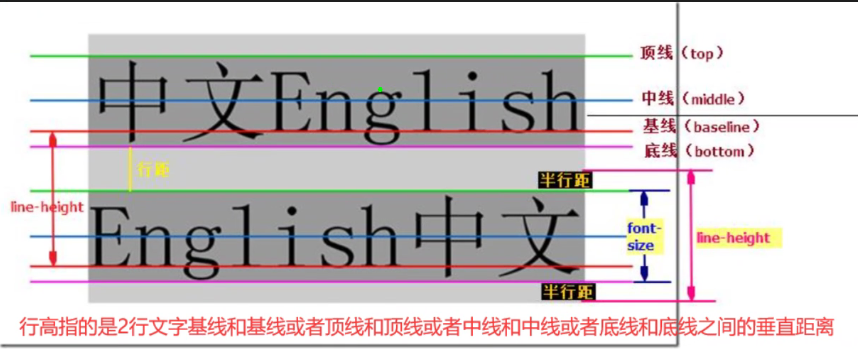 顶线（top）
中文English
中线（middle）
基线（baseline）
底线（bottom）
行距
半行距
line-height
English中文
font-
size
line-height
半行距
行高指的是2行文字基线和基线或者顶线和顶线或者中线和中线或者底线和底线之间的垂直距离